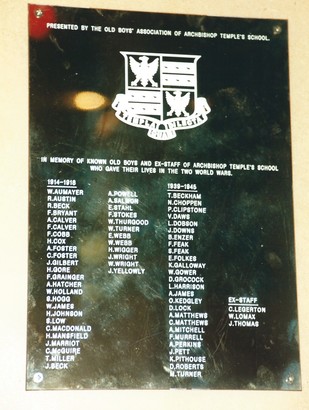 PRESENTED BY THE OLD BOYS' ASSOCIATION OF ARCHBISHOP TEMPLE'S SCHOOL.
IN MEMORY OF KNOWN OLD BOYS AND EX-STAFF OF ARCHBISHOP TEMPLE'S SCHOOL
WHO GAVE THEIR LIVES IN THE TWO WORLD WARS.
1914-1918
W.AUMAYER
R.AUSTIN
R.BECK
F.BRYANT
A.CALVER
F.CALVER
F.COBB
H.COX
A.FOSTER
C.FOSTER
J.GILBERT
H.GORE
F.GRAINGER
A.HATCHER
W.HOLLAND
S.HOGG
W.JAMES
H.JOHNSON
S.LOW
C.MACDONALD
H.MANSFIELD
J.MARRIOT
C.McGUIRE
T.MILLER
J.BECK
A.POWELL
A.SALMON
E.STAHL
F.STOKES
W.THURGOOD
W.TURNER
E.WEBB
W.WEBB
H.WIGGER
J.WRIGHT
W.WRIGHT
J.YELLOWLY
1939-1945
T.BECKHAM
N.CHOPPEN
P.CLIPSTONE
V.DAWS
L.DOBSON
J.DOWNS
B.ENZER
F.FEAK
S.FEAK
E.FOLKES
K.GALLOWAY
W.GOWER
D.GROCOCK
L.HARRISON
A.JAMES
C.KEDGLEY
D.LOCK
A.MATTHEWS
C.MATTHEWS
A.MITCHELL
P.MURRELL
A.PERKINS
J.PETT
K.PITHOUSE
D.ROBERTS
M.TURNER
EX-STAFF
C.LEGERTON
W.LOMAX
J.THOMAS